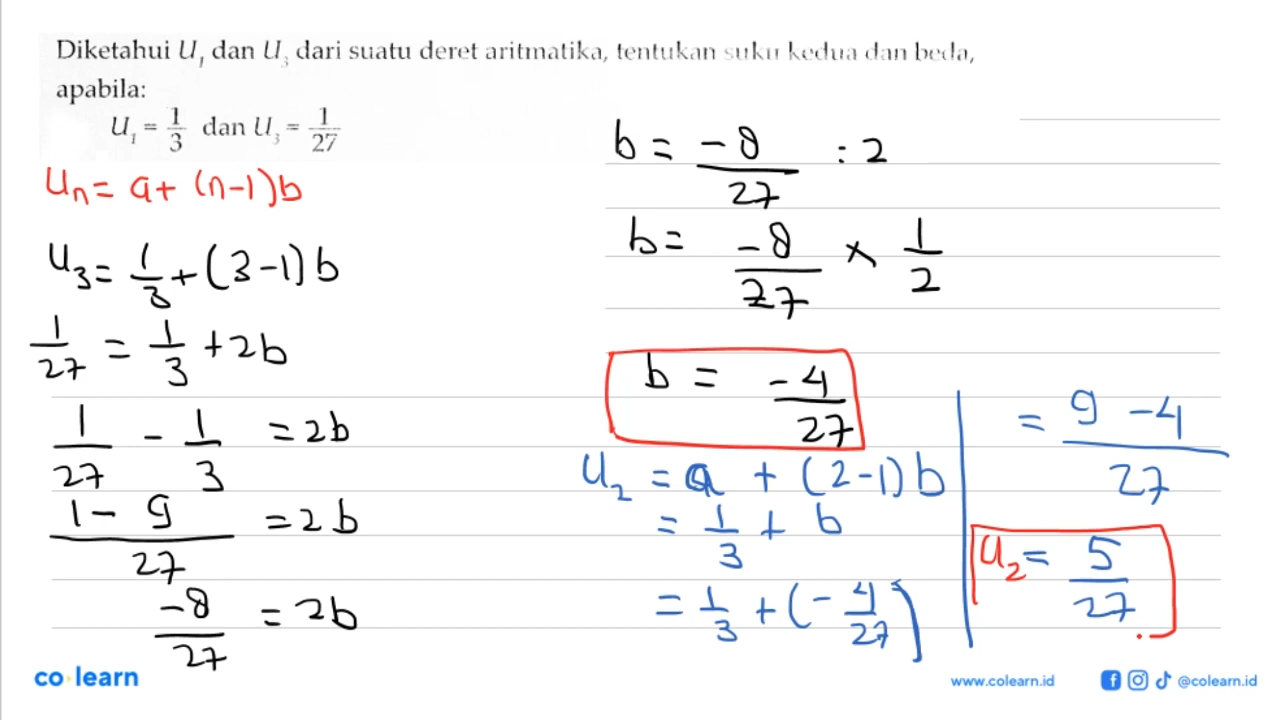 Diketahui U₁ dan U₃ dari suatu deret aritmatika, tentukan suku kedua dan beda,
apabila:
U₁ = 1/3 dan U₃ = 1/27
Un = a + (n-1)b
U₃ = 1/3 + (3-1)b
1/27 = 1/3 + 2b
1/27 - 1/3 = 2b
1-9/27 = 2b
-8/27 = 2b
b = -8/27 : 2
b = -8/27 × 1/2
b = -4/27
U₂ = a + (2-1)b
= 1/3 + b
= 1/3 + (-4/27)
= 9-4/27
U₂ = 5/27
co learn
www.colearn.id
@colearn.id